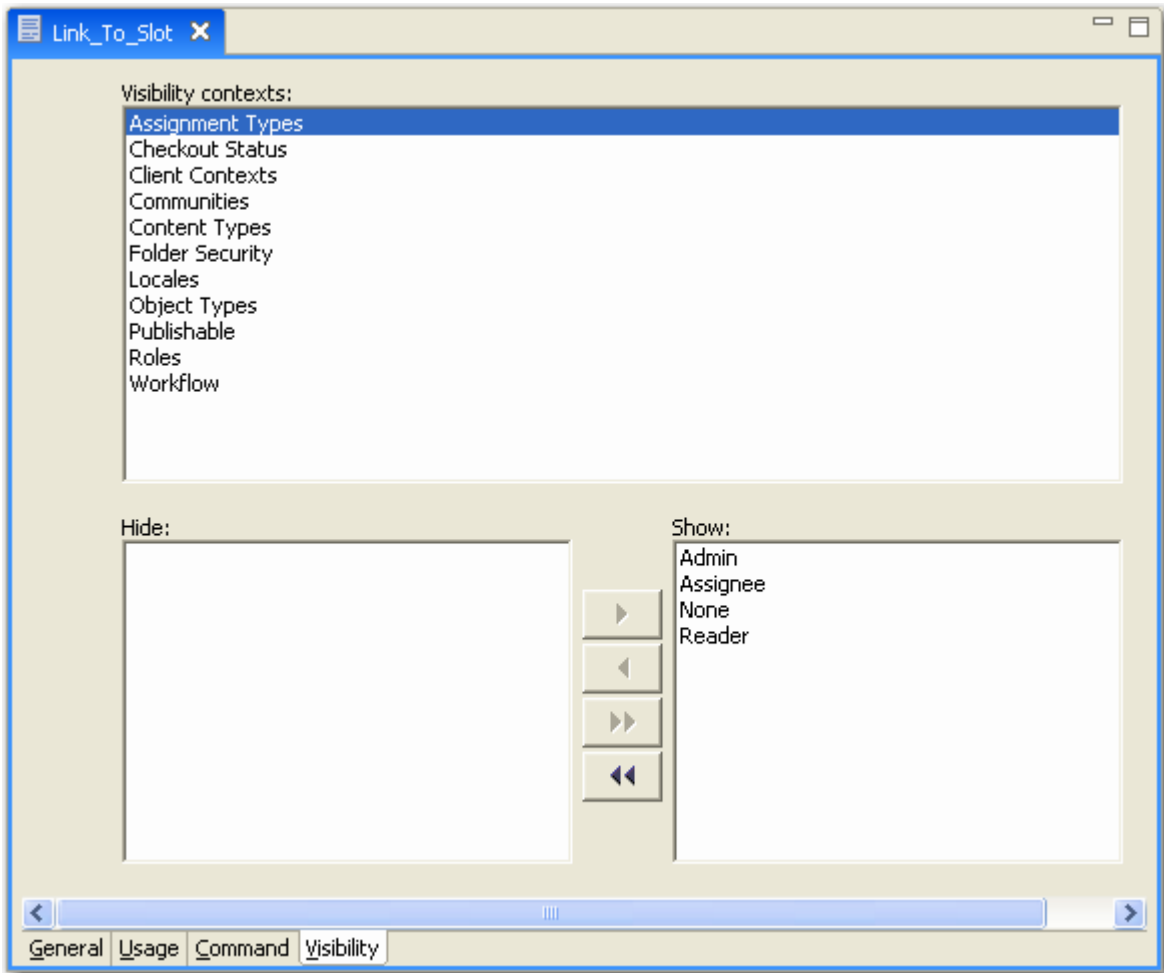 Link_To_Slot
Visibility contexts:
Assignment Types
Checkout Status
Client Contexts
Communities
Content Types
Folder Security
Locales
Object Types
Publishable
Roles
Workflow
Hide:
Show:
Admin
Assignee
None
Reader
General Usage Command Visibility